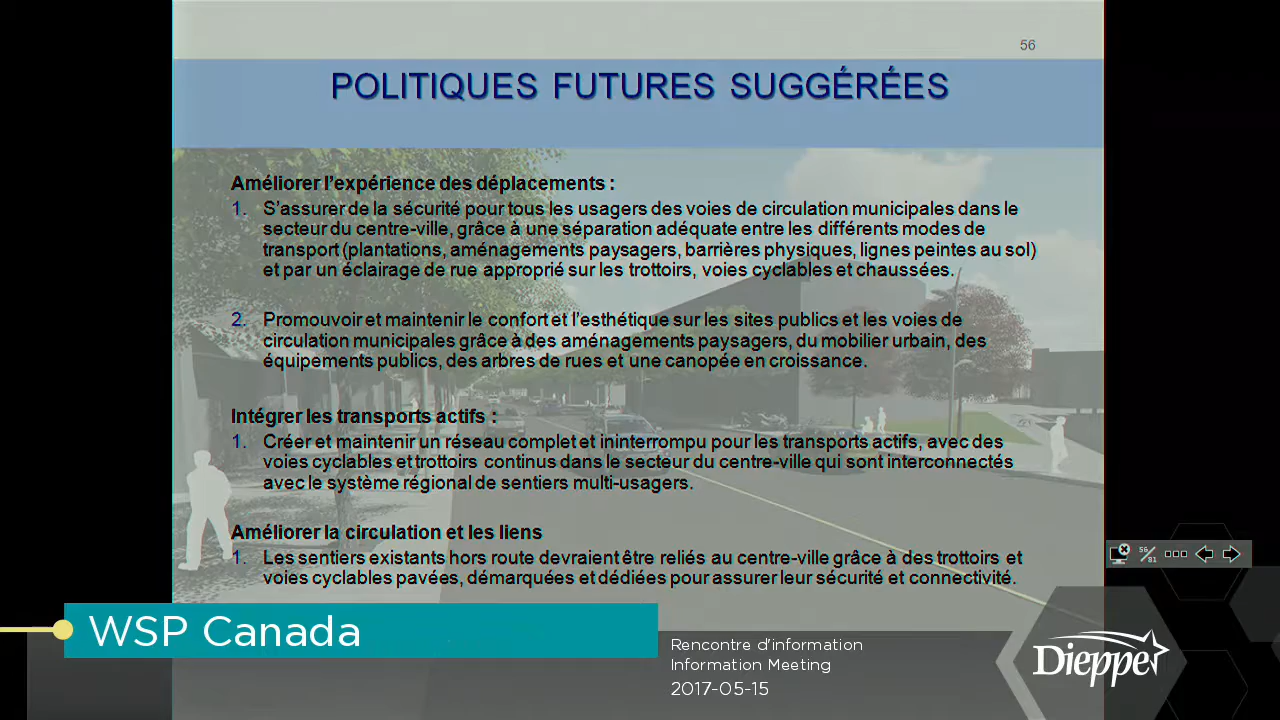 56
POLITIQUES FUTURES SUGGÉRÉES
Améliorer l'expérience des déplacements :
1. S'assurer de la sécurité pour tous les usagers des voies de circulation municipales dans le
secteur du centre-ville, grâce à une séparation adéquate entre les différents modes de
transport (plantations, aménagements paysagers, barrières physiques, lignes peintes au sol)
et par un éclairage de rue approprié sur les trottoirs, voies cyclables et chaussées.
2. Promouvoir et maintenir le confort et l'esthétique sur les sites publics et les voies de
circulation municipales grâce à des aménagements paysagers, du mobilier urbain, des
équipements publics, des arbres de rues et une canopée en croissance.
Intégrer les transports actifs :
1. Créer et maintenir un réseau complet et ininterrompu pour les transports actifs, avec des
voies cyclables et trottoirs continus dans le secteur du centre-ville qui sont interconnectés
avec le système régional de sentiers multi-usagers.
Améliorer la circulation et les liens
1. Les sentiers existants hors route devraient être reliés au centre-ville grâce à des trottoirs et
voies cyclables pavées, démarquées et dédiées pour assurer leur sécurité et connectivité.
56/81
WSP Canada
Rencontre d'information
Information Meeting
2017-05-15
Dieppe